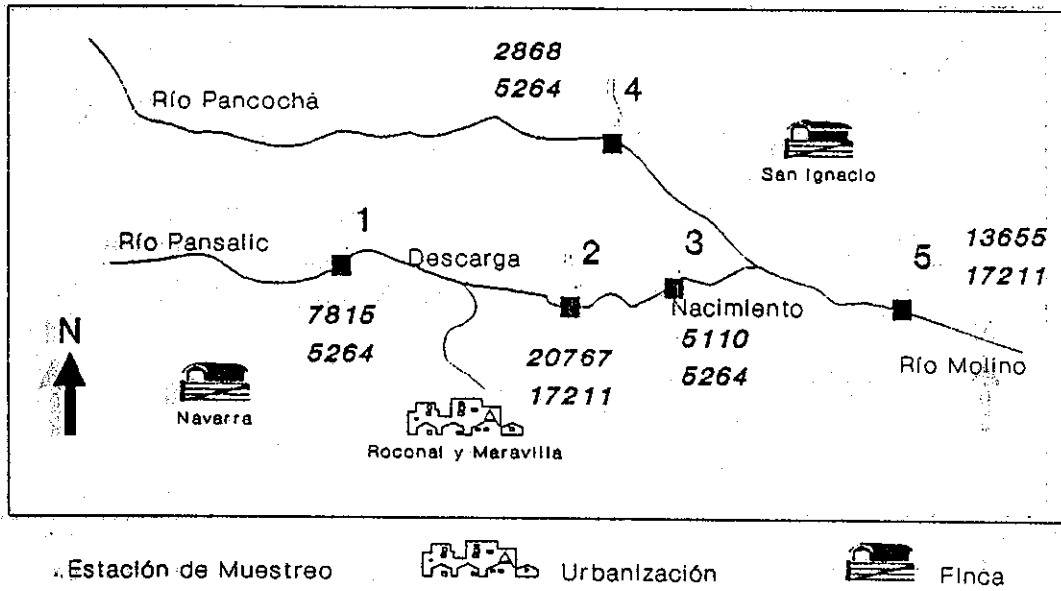 2868
5264
4
Río Pancochá
San Ignacio
1
Río Pansalic
Descarga
2
3
5
13655
17211
7815
5264
Nacimiento
5110
5264
20767
17211
Río Molino
N
Navarra
Roconal y Maravilla
Estación de Muestreo
Urbanización
Finca